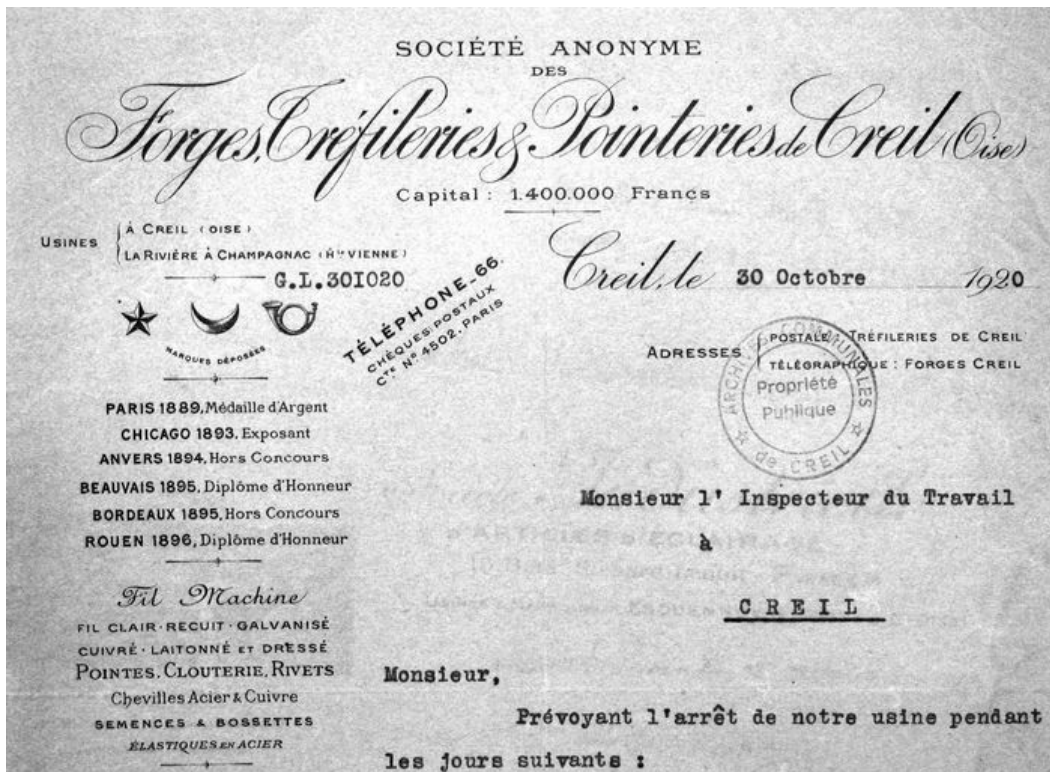 SOCIÉTÉ ANONYME
DES
Forges, Tréfileries & Pointeries de Creil (Oise)
Capital : 1.400.000 Francs
USINES
À CREIL (OISE)
LA RIVIÈRE À CHAMPAGNAC (Hte VIENNE)
G.L.301020
MARQUES DÉPOSÉES
TÉLÉPHONE-66.
CHÈQUES POSTAUX
Cte No 4502, PARIS
Creil, le 30 Octobre 1920
ADRESSES
POSTALE : TRÉFILERIES DE CREIL
TÉLÉGRAPHIQUE : FORGES CREIL
ARCHIVES COMMUNALES
Propriété
Publique
de CREIL
PARIS 1889, Médaille d'Argent
CHICAGO 1893, Exposant
ANVERS 1894, Hors Concours
BEAUVAIS 1895, Diplôme d'Honneur
BORDEAUX 1895, Hors Concours
ROUEN 1896, Diplôme d'Honneur
Fil Machine
FIL CLAIR · RECUIT · GALVANISÉ
CUIVRÉ · LAITONNÉ ET DRESSÉ
POINTES, CLOUTERIE, RIVETS
Chevilles Acier & Cuivre
SEMENCES & BOSSETTES
ÉLASTIQUES EN ACIER
Monsieur l' Inspecteur du Travail
à
CREIL
Monsieur,
Prévoyant l'arrêt de notre usine pendant
les jours suivants :